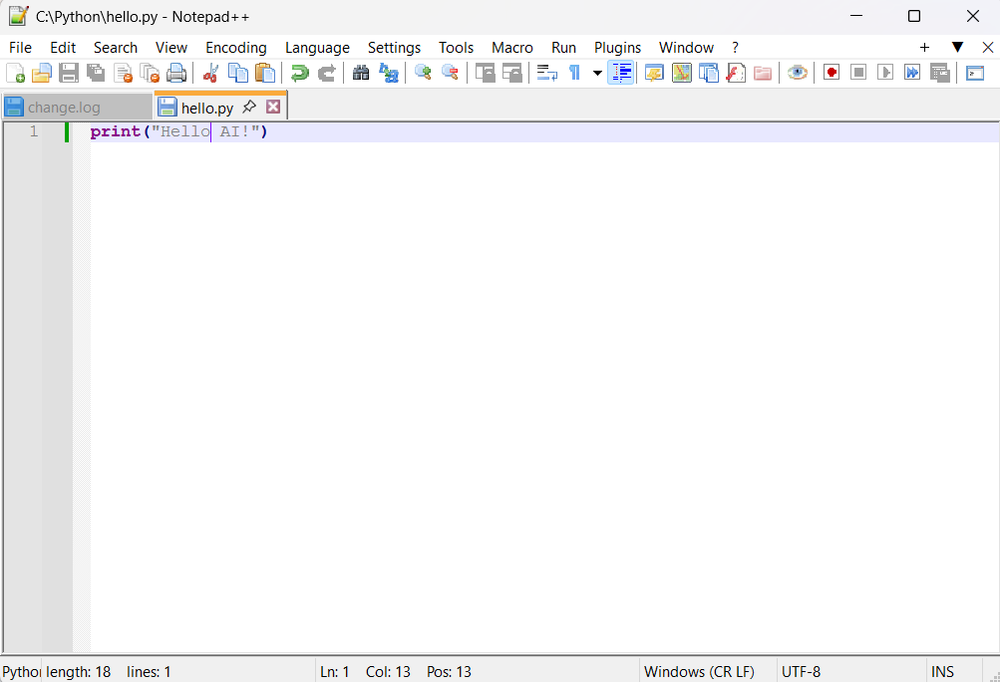 C:\Python\hello.py - Notepad++
File Edit Search View Encoding Language Settings Tools Macro Run Plugins Window ? + ▼ X
change.log hello.py
1 print("Hello AI!")
Pytho length: 18 lines: 1 Ln: 1 Col: 13 Pos: 13 Windows (CR LF) UTF-8 INS